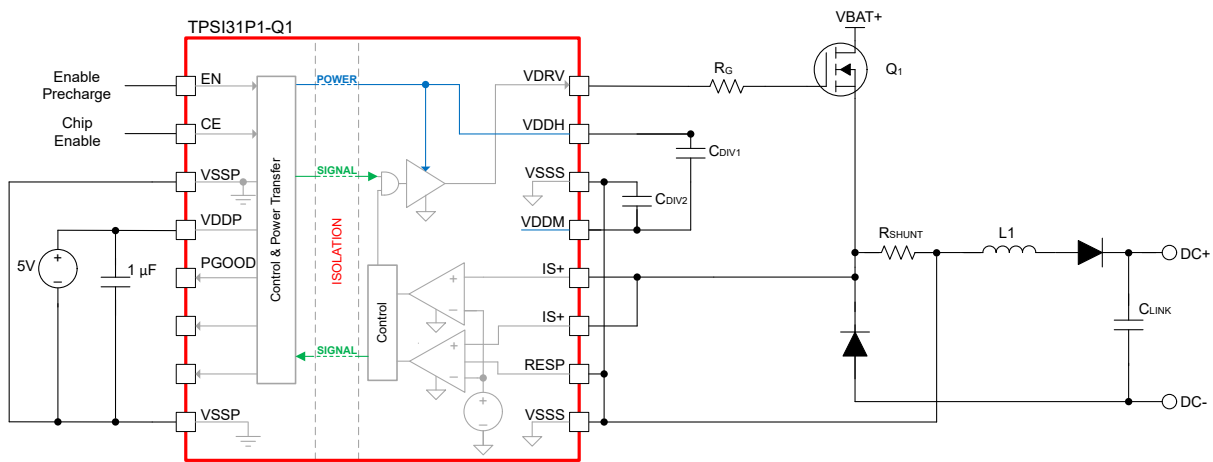 TPSI31P1-Q1
VBAT+
Enable
Precharge
EN
POWER
VDRV
RG
Q1
Chip
Enable
CE
VDDH
CDIV1
VSSP
SIGNAL
VSSS
CDIV2
VDDP
VDDM
Control & Power Transfer
ISOLATION
RSHUNT
L1
DC+
5V
+
−
1 µF
PGOOD
IS+
+
−
Control
IS+
CLINK
SIGNAL
+
+
−
RESP
+
−
DC-
VSSP
VSSS